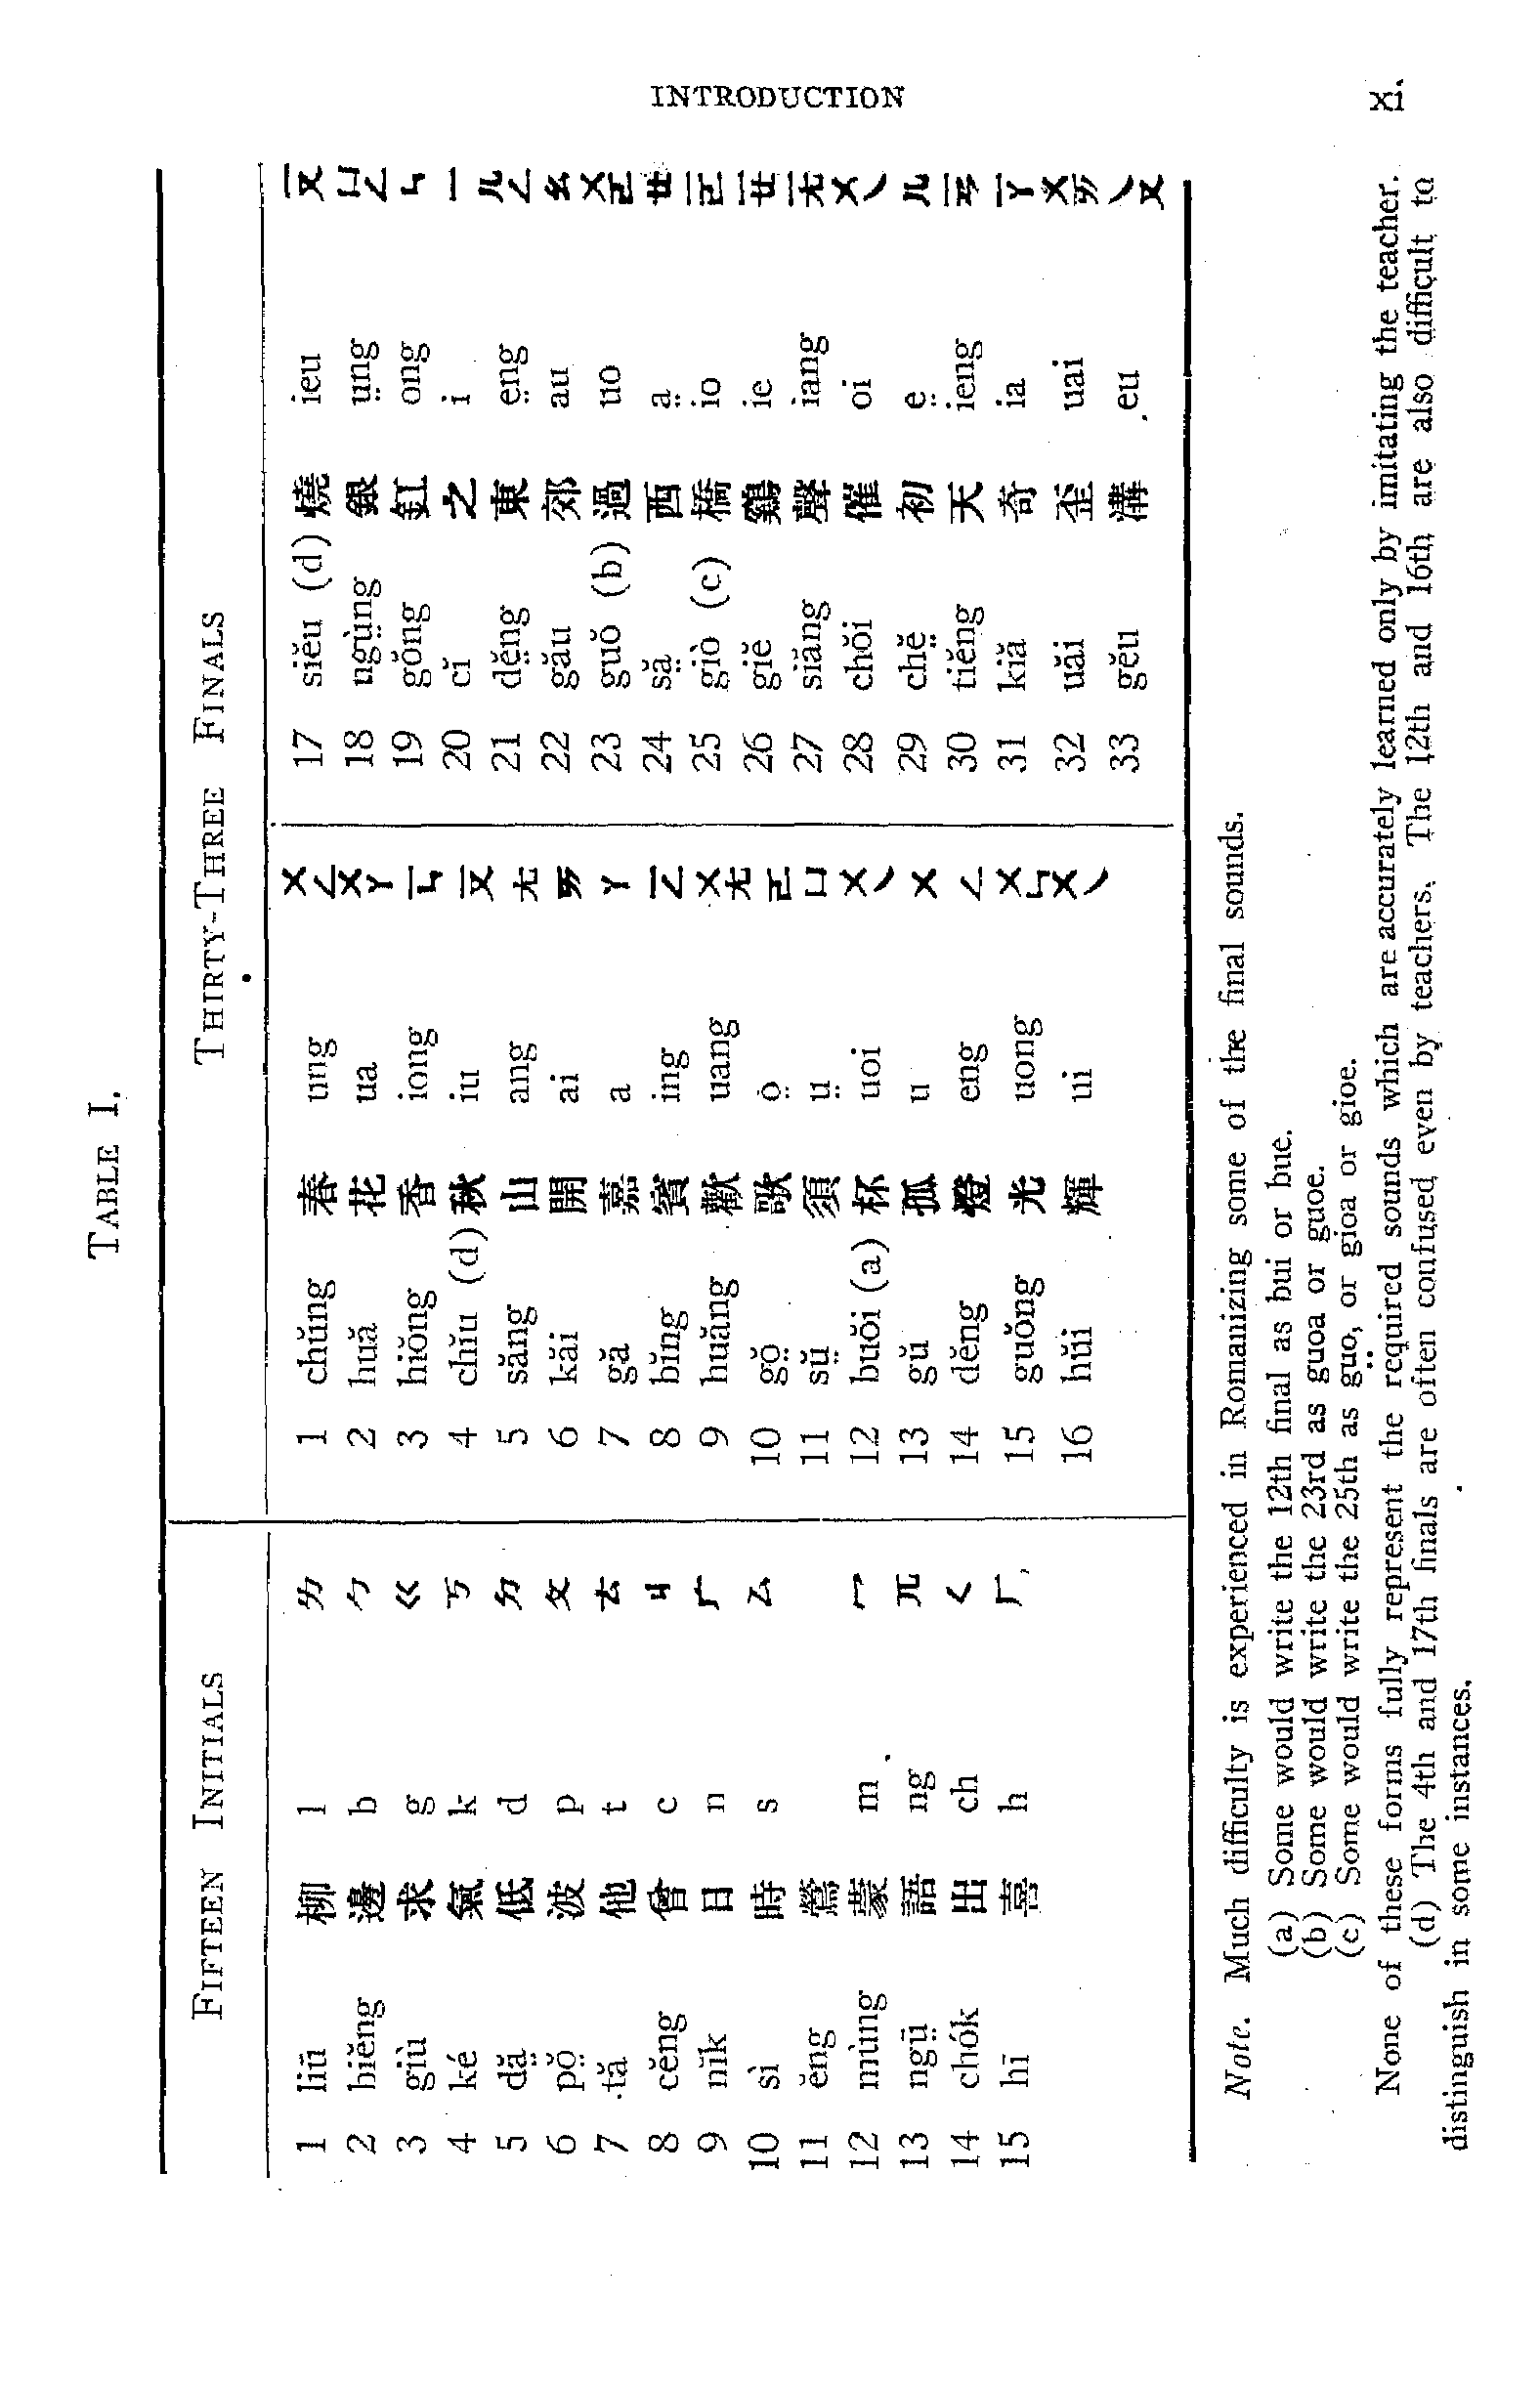 INTRODUCTION
xi
TABLE I.
FIFTEEN INITIALS
THIRTY-THREE FINALS
1 liū 柳 l ㄌ
2 biĕng 邊 b ㄅ
3 giù 求 g ㄍ
4 ké 氣 k ㄎ
5 dă̤ 低 d ㄉ
6 pŏ̤ 波 p ㄆ
7 tă 他 t ㄊ
8 cĕng 曾 c ㄐ
9 nĭk 日 n
10 sì 時 s ㄙ
11 ĕng 鶯
12 mùng 蒙 m ㄇ
13 ngṳ̄ 語 ng
14 chók 出 ch ㄑ
15 hī 喜 h ㄏ
1 chŭng 春 ung ㄨㄥ
2 huă 花 ua ㄨㄚ
3 hiŏng 香 iong
4 chĭu (d) 秋 iu ㄧㄡ
5 săng 山 ang ㄤ
6 kăi 開 ai ㄞ
7 gă 嘉 a ㄚ
8 bĭng 賓 ing ㄧㄥ
9 huăng 歡 uang ㄨㄤ
10 gŏ̤ 歌 o̤ ㄛ
11 sṳ̆ 須 ṳ ㄩ
12 buŏi (a) 杯 uoi ㄨㄟ
13 gŭ 孤 u ㄨ
14 dĕng 燈 eng ㄥ
15 guŏng 光 uong
16 hŭi 輝 ui ㄨㄟ
17 siĕu (d) 燒 ieu ㄧㄡ
18 ngṳ̀ng 銀 ṳng ㄩㄥ
19 gŏng 釭 ong
20 cĭ 之 i ㄧ
21 dĕ̤ng 東 e̤ng ㄦㄥ
22 gău 郊 au ㄠ
23 guŏ (b) 過 uo ㄨㄛ
24 să̤ 西 a̤ ㄝ
25 giò (c) 橋 io ㄧㄛ
26 giĕ 鷄 ie ㄧㄝ
27 siăng 聲 iang ㄧㄤ
28 chŏi 催 oi ㄨㄟ
29 chĕ̤ 初 e̤ ㄦ
30 tiĕng 天 ieng ㄧㄢ
31 kiă 奇 ia ㄧㄚ
32 uăi 歪 uai ㄨㄞ
33 gĕu 溝 eu
Note. Much difficulty is experienced in Romanizing some of the final sounds.
(a) Some would write the 12th final as bui or bue.
(b) Some would write the 23rd as guoa or guoe.
(c) Some would write the 25th as gṳo, or gioa or gioe.
None of these forms fully represent the required sounds which are accurately learned only by imitating the teacher.
(d) The 4th and 17th finals are often confused even by teachers. The 12th and 16th are also difficult to
distinguish in some instances.